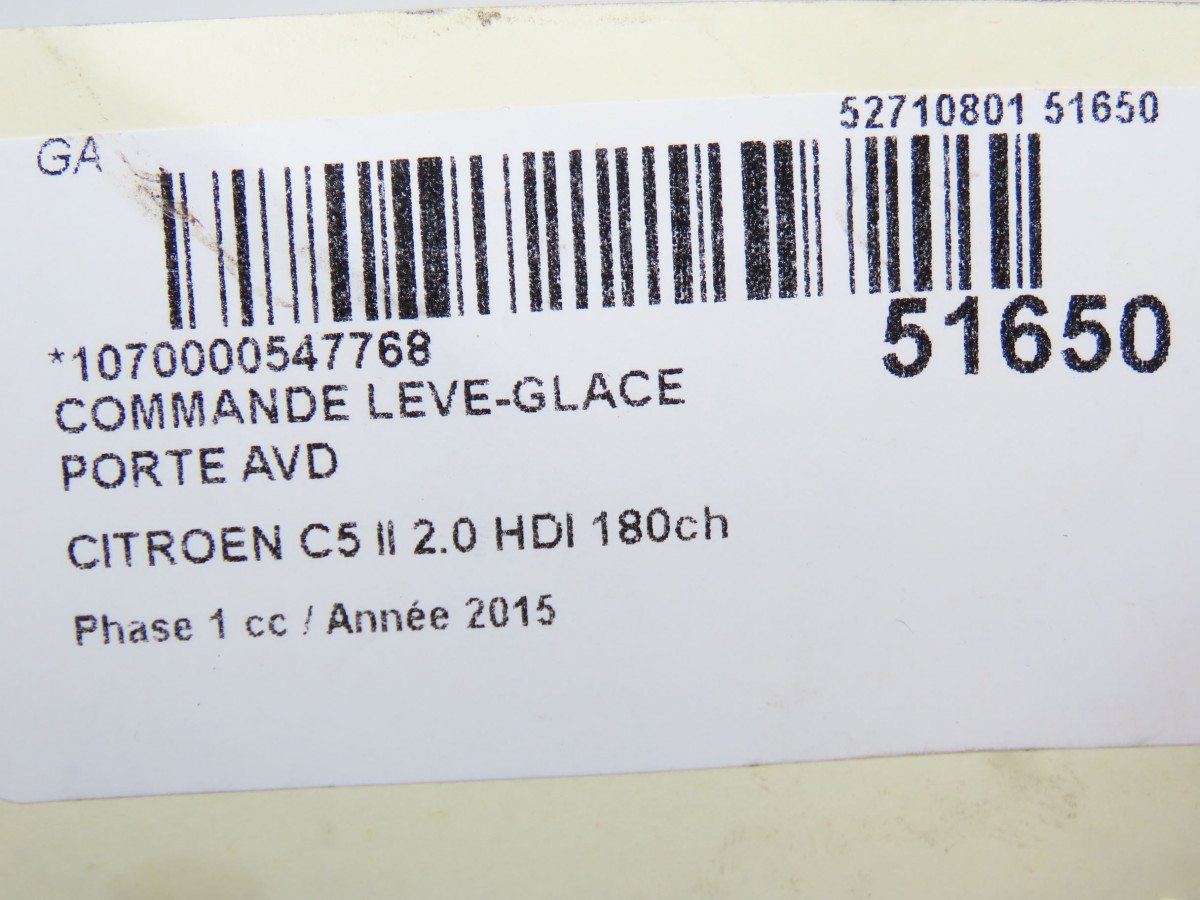 52710801 51650
GA
51650
*1070000547768
COMMANDE LEVE-GLACE
PORTE AVD
CITROEN C5 II 2.0 HDI 180ch
Phase 1 cc / Année 2015